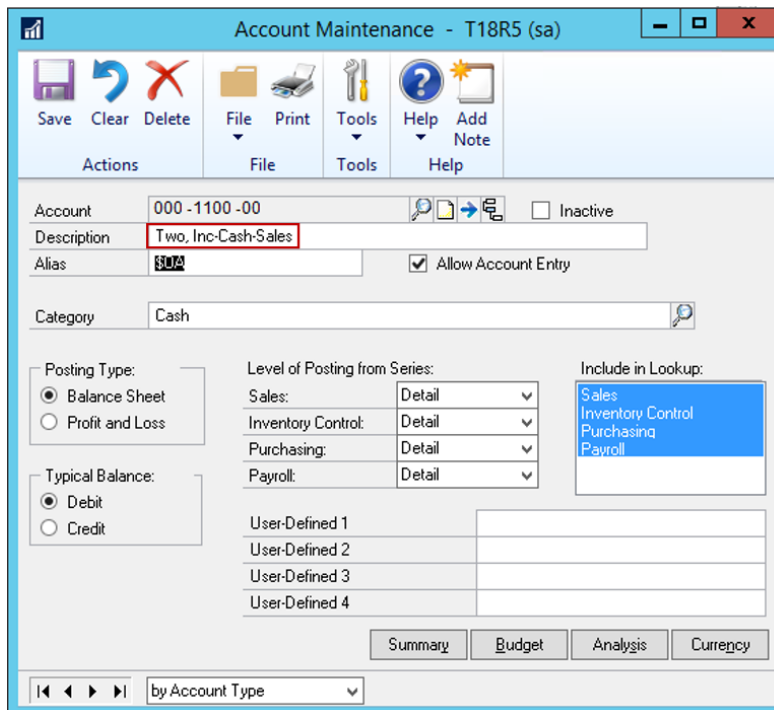 Account Maintenance - T18R5 (sa)
Save Clear Delete File Print Tools Help Add Note
Actions File Tools Help
Account 000 -1100 -00 Inactive
Description Two, Inc-Cash-Sales
Alias $UA Allow Account Entry
Category Cash
Posting Type: Level of Posting from Series: Include in Lookup:
Balance Sheet Sales: Detail Sales
Profit and Loss Inventory Control: Detail Inventory Control
Purchasing: Detail Purchasing
Typical Balance: Payroll: Detail Payroll
Debit
Credit
User-Defined 1
User-Defined 2
User-Defined 3
User-Defined 4
Summary Budget Analysis Currency
by Account Type